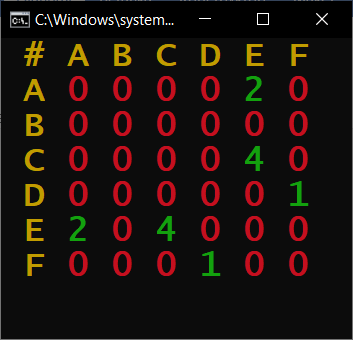 C:\Windows\system...
# A B C D E F
A 0 0 0 0 2 0
B 0 0 0 0 0 0
C 0 0 0 0 4 0
D 0 0 0 0 0 1
E 2 0 4 0 0 0
F 0 0 0 1 0 0